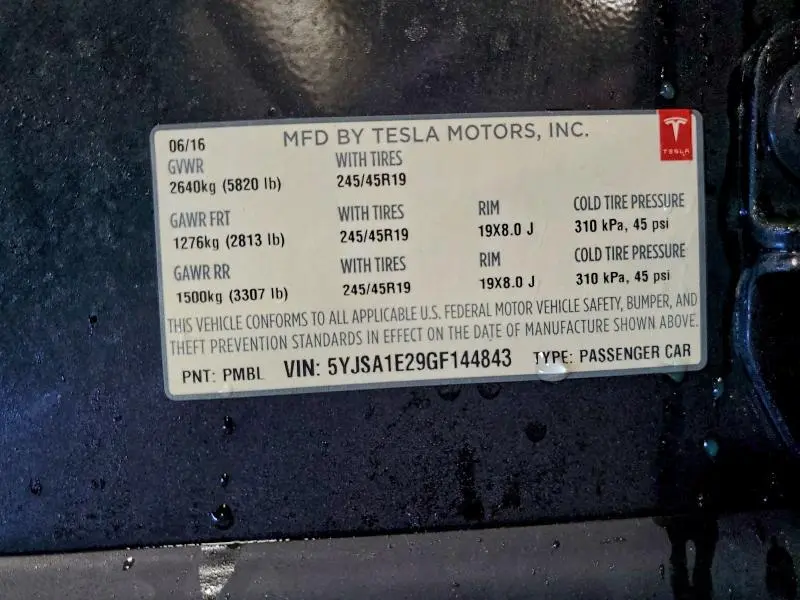 06/16 MFD BY TESLA MOTORS, INC. TESLA
GVWR WITH TIRES
2640kg (5820 lb) 245/45R19
GAWR FRT WITH TIRES RIM COLD TIRE PRESSURE
1276kg (2813 lb) 245/45R19 19X8.0 J 310 kPa, 45 psi
GAWR RR WITH TIRES RIM COLD TIRE PRESSURE
1500kg (3307 lb) 245/45R19 19X8.0 J 310 kPa, 45 psi
THIS VEHICLE CONFORMS TO ALL APPLICABLE U.S. FEDERAL MOTOR VEHICLE SAFETY, BUMPER, AND
THEFT PREVENTION STANDARDS IN EFFECT ON THE DATE OF MANUFACTURE SHOWN ABOVE.
PNT: PMBL VIN: 5YJSA1E29GF144843 TYPE: PASSENGER CAR